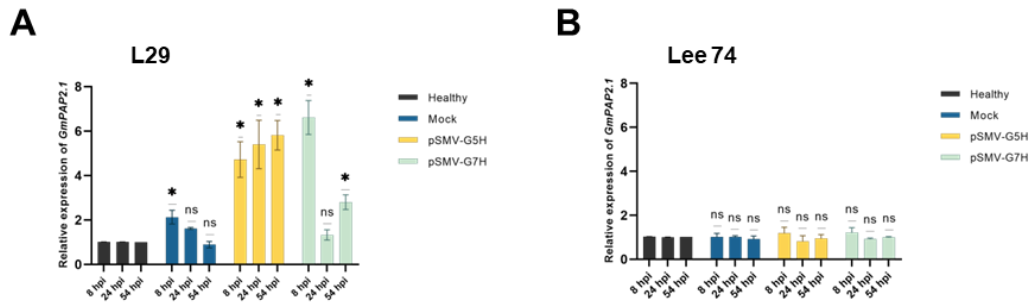 A
L29
Relative expression of GmPAP2.1
8
6
4
2
0
* ns ns
* * *
* ns *
8 hpi 24 hpi 54 hpi 8 hpi 24 hpi 54 hpi 8 hpi 24 hpi 54 hpi 8 hpi 24 hpi 54 hpi
Healthy
Mock
pSMV-G5H
pSMV-G7H
B
Lee 74
Relative expression of GmPAP2.1
8
6
4
2
0
ns ns ns ns ns ns ns ns ns
8 hpi 24 hpi 54 hpi 8 hpi 24 hpi 54 hpi 8 hpi 24 hpi 54 hpi 8 hpi 24 hpi 54 hpi
Healthy
Mock
pSMV-G5H
pSMV-G7H